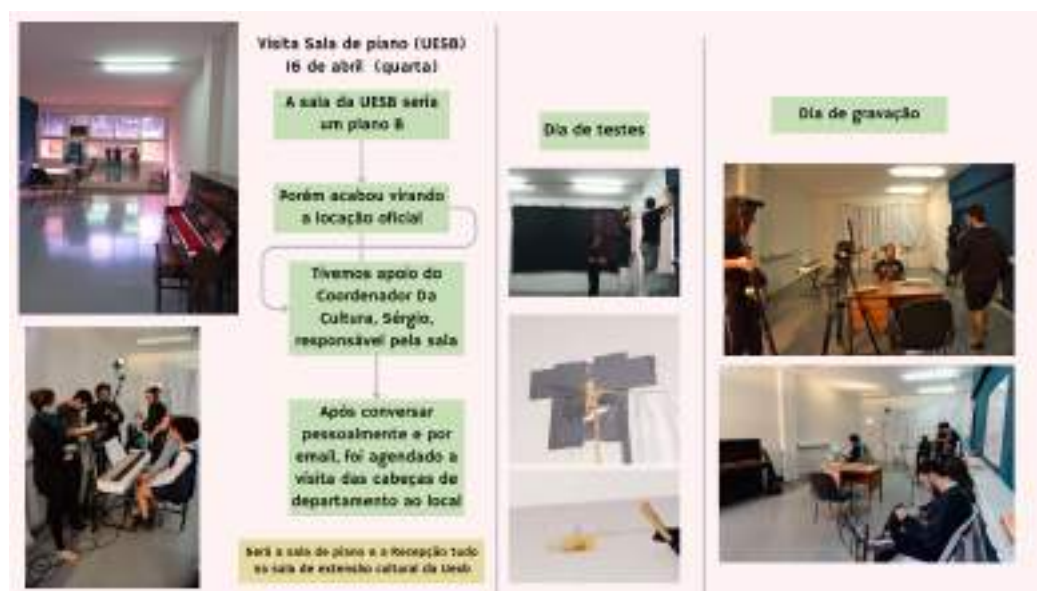 Visita Sala de piano (UESB)
16 de abril (quarta)
A sala da UESB seria
um plano B
Porém acabou virando
a locação oficial
Tivemos apoio do
Coordenador Da
Cultura, Sérgio,
responsável pela sala
Após conversar
pessoalmente e por
email, foi agendado a
visita das cabeças de
departamento ao local
Será a sala de piano e a Recepção tudo
na sala de extensão cultural da Uesb
Dia de testes
Dia de gravação